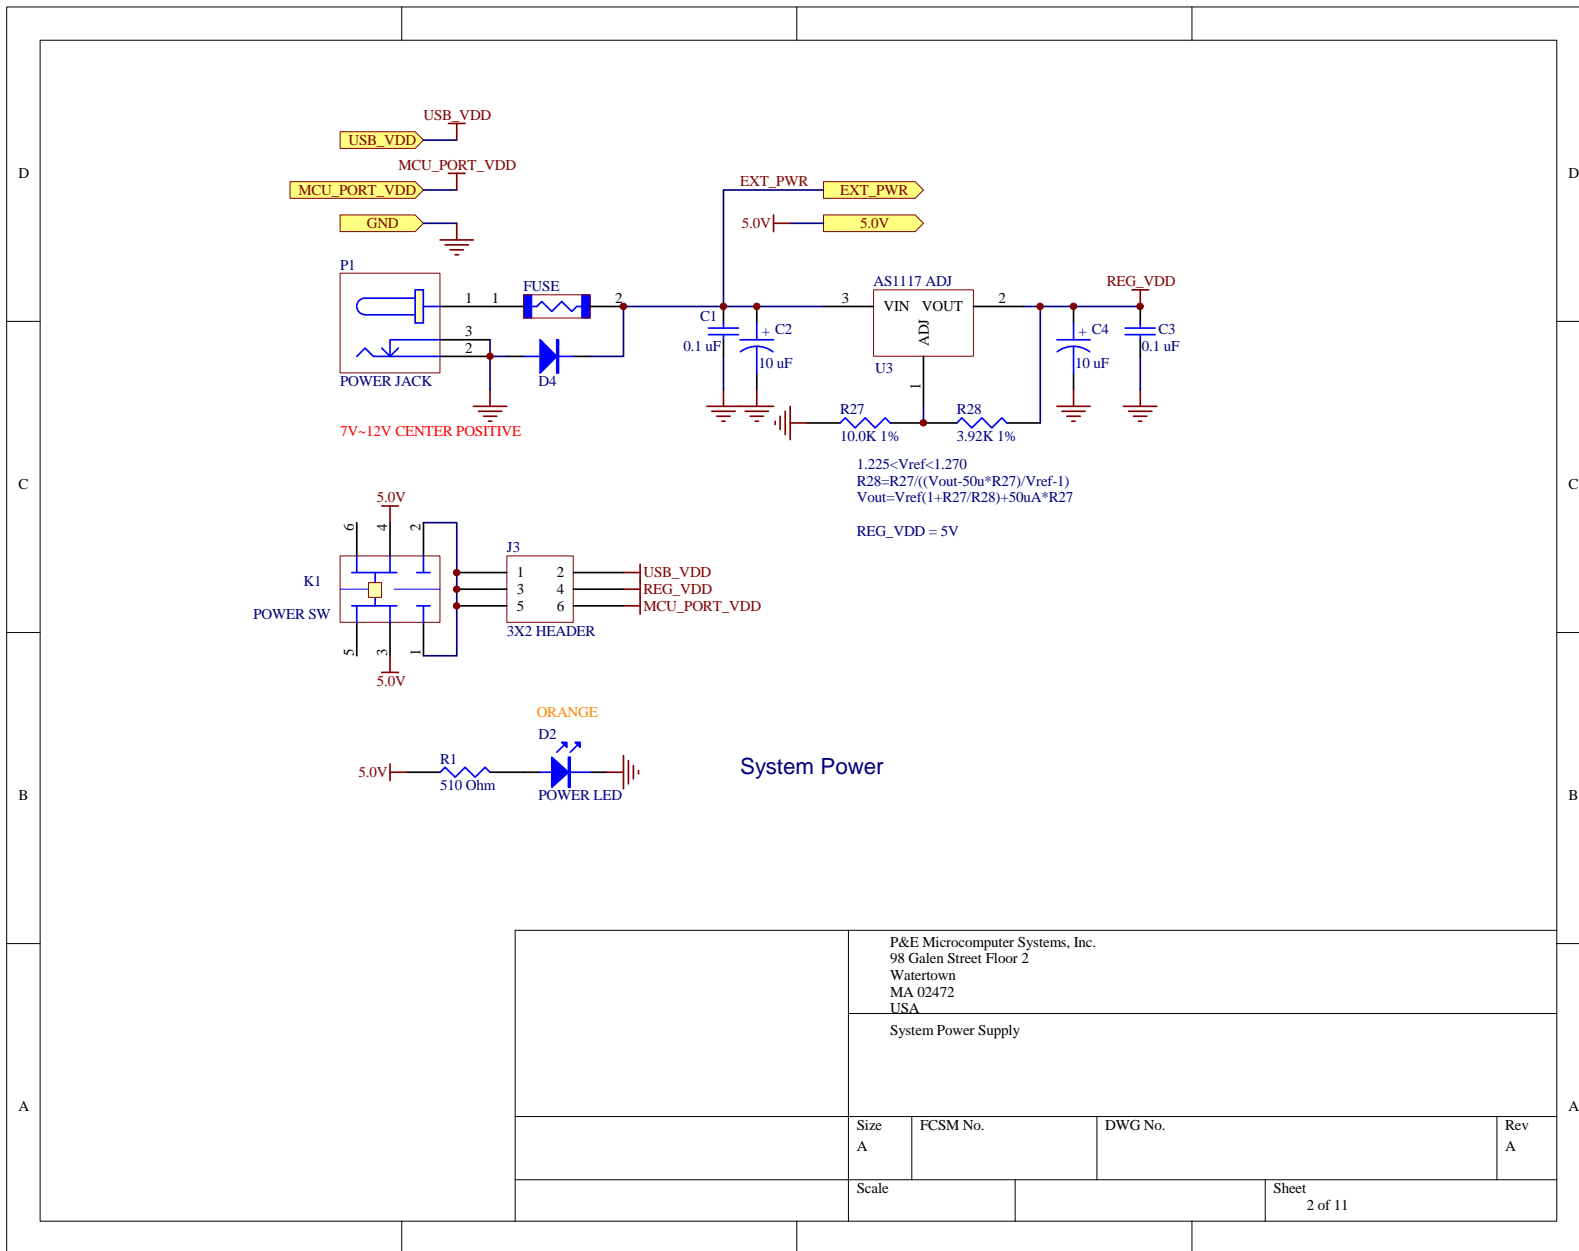 USB_VDD
USB_VDD
MCU_PORT_VDD
D
D
MCU_PORT_VDD
EXT_PWR
EXT_PWR
GND
5.0V
5.0V
P1
FUSE
AS1117 ADJ
REG_VDD
1
1
2
3
VIN VOUT
2
ADJ
C1
+ C2
+ C4
C3
3
2
0.1 uF
10 uF
10 uF
0.1 uF
U3
1
POWER JACK
D4
R27
R28
7V~12V CENTER POSITIVE
10.0K 1%
3.92K 1%
1.225<Vref<1.270
R28=R27/((Vout-50u*R27)/Vref-1)
Vout=Vref(1+R27/R28)+50uA*R27
REG_VDD = 5V
C
C
5.0V
6
4
2
J3
K1
POWER SW
1
2
USB_VDD
3
4
REG_VDD
5
6
MCU_PORT_VDD
3X2 HEADER
5
3
1
5.0V
ORANGE
D2
R1
5.0V
510 Ohm
POWER LED
System Power
B
B
P&E Microcomputer Systems, Inc.
98 Galen Street Floor 2
Watertown
MA 02472
USA
System Power Supply
A
A
Size
A
FCSM No.
DWG No.
Rev
A
Scale
Sheet
2 of 11